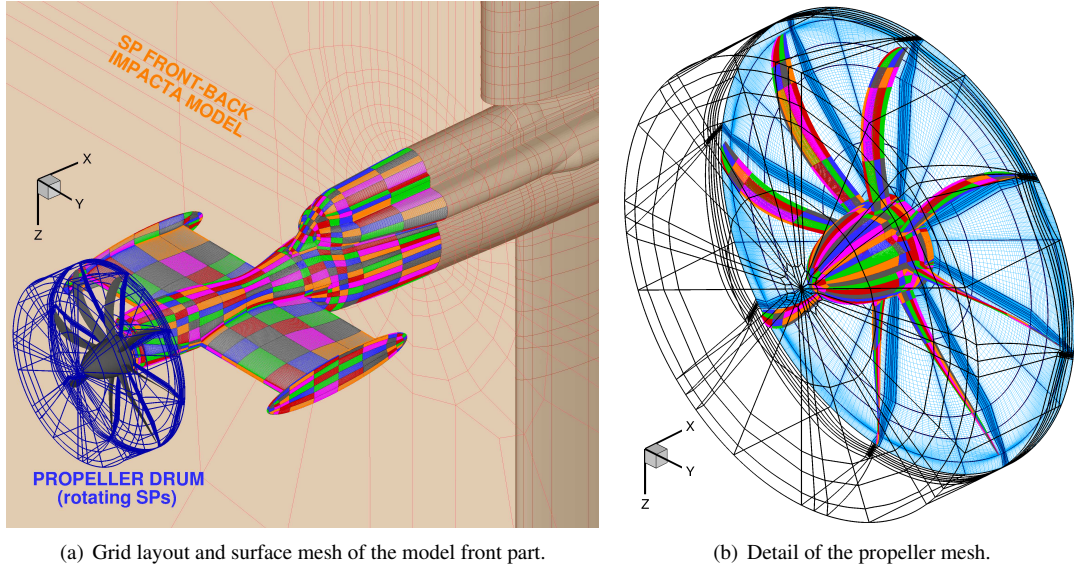 SP FRONT-BACK
IMPACTA MODEL
X
Y
Z
PROPELLER DRUM
(rotating SPs)
X
Y
Z
(a) Grid layout and surface mesh of the model front part.
(b) Detail of the propeller mesh.